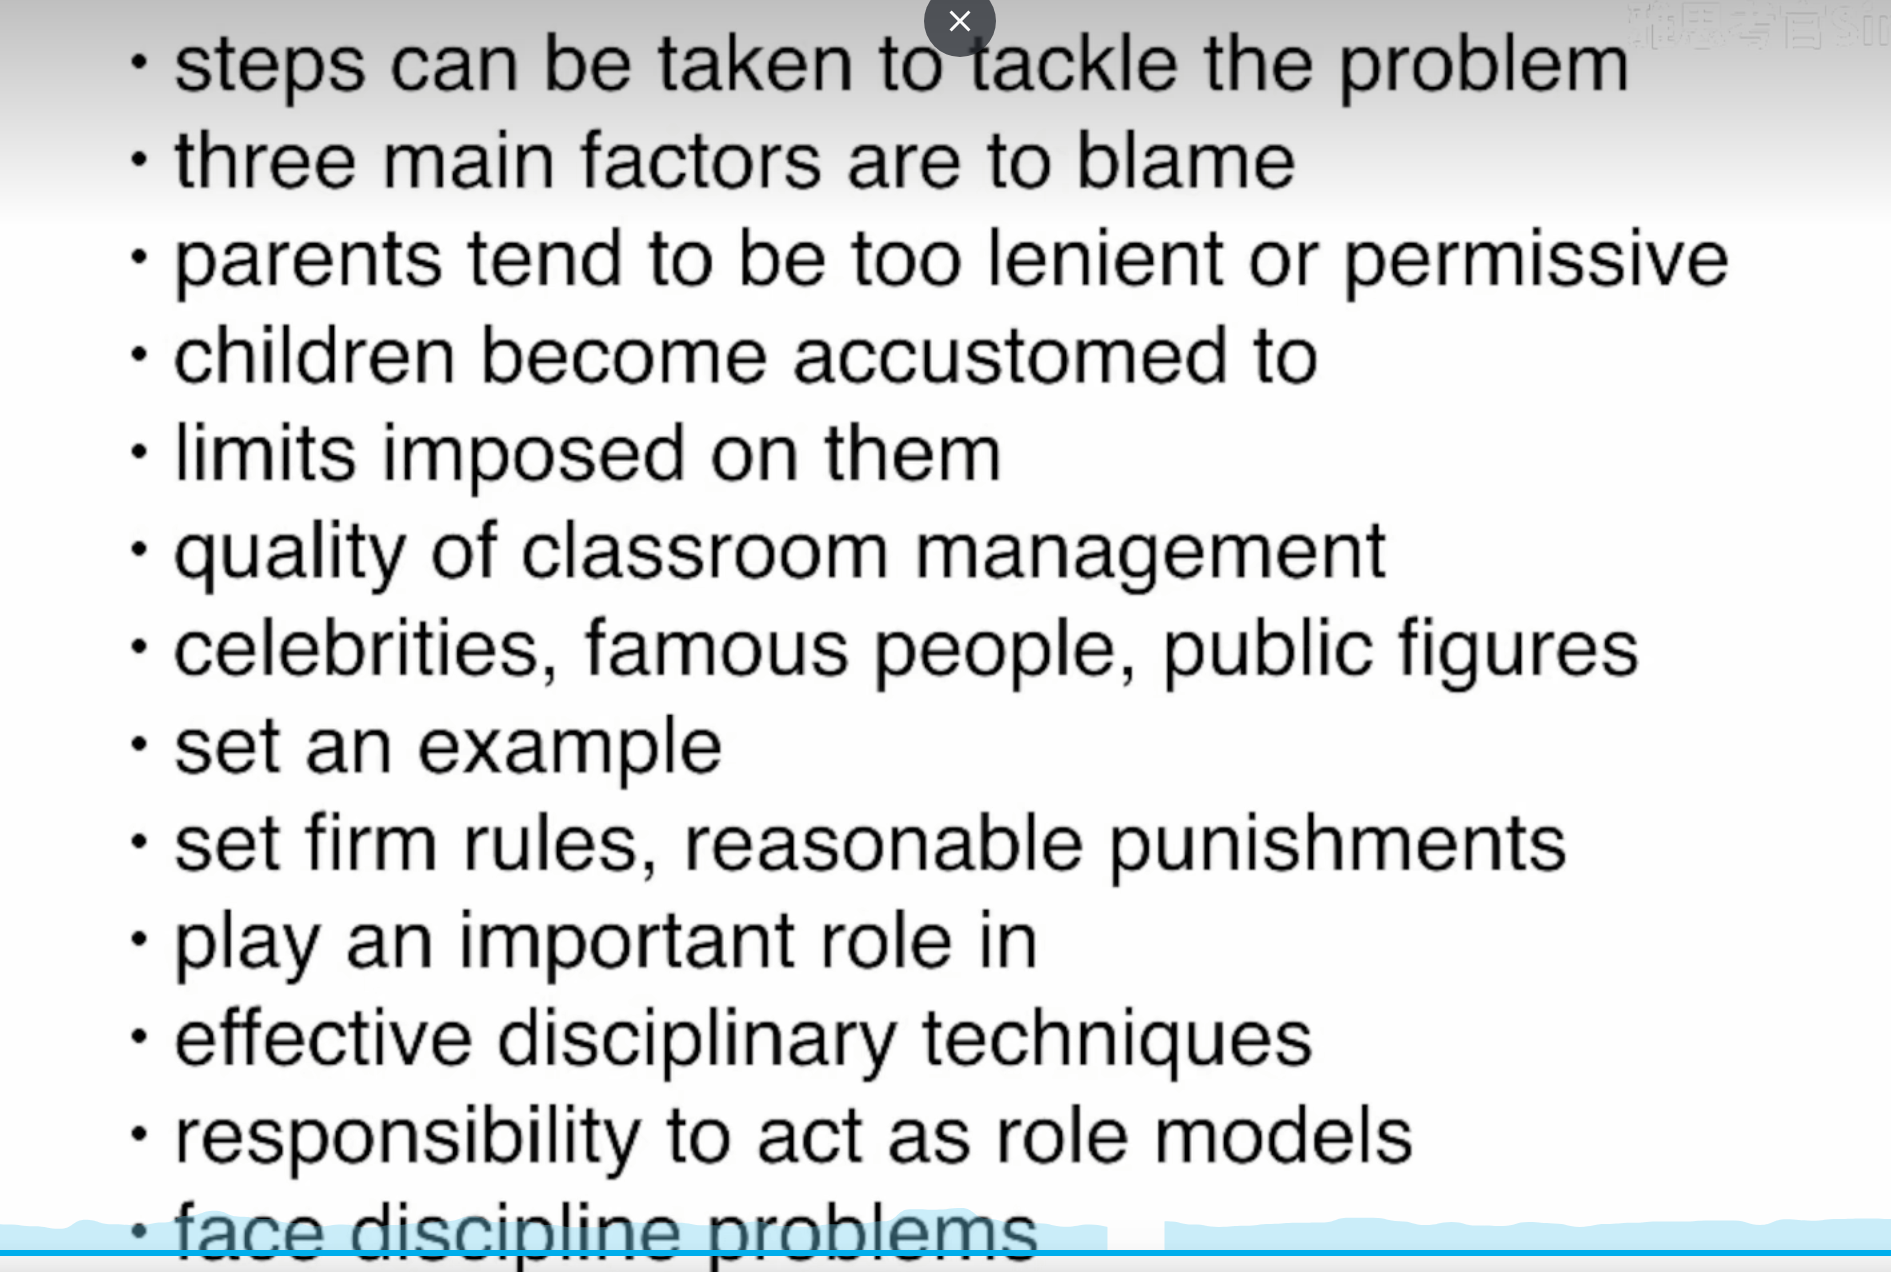 • steps can be taken to tackle the problem
• three main factors are to blame
• parents tend to be too lenient or permissive
• children become accustomed to
• limits imposed on them
• quality of classroom management
• celebrities, famous people, public figures
• set an example
• set firm rules, reasonable punishments
• play an important role in
• effective disciplinary techniques
• responsibility to act as role models
• face discipline problems